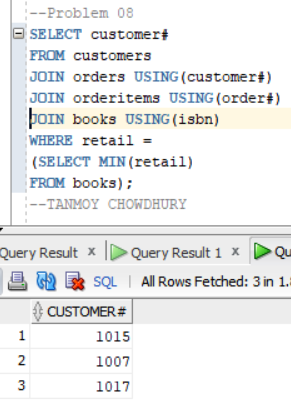 --Problem 08
SELECT customer#
FROM customers
JOIN orders USING(customer#)
JOIN orderitems USING(order#)
JOIN books USING(isbn)
WHERE retail =
(SELECT MIN(retail)
FROM books);
--TANMOY CHOWDHURY
Query Result x Query Result 1 x Qu
SQL | All Rows Fetched: 3 in 1.
CUSTOMER#
1 1015
2 1007
3 1017